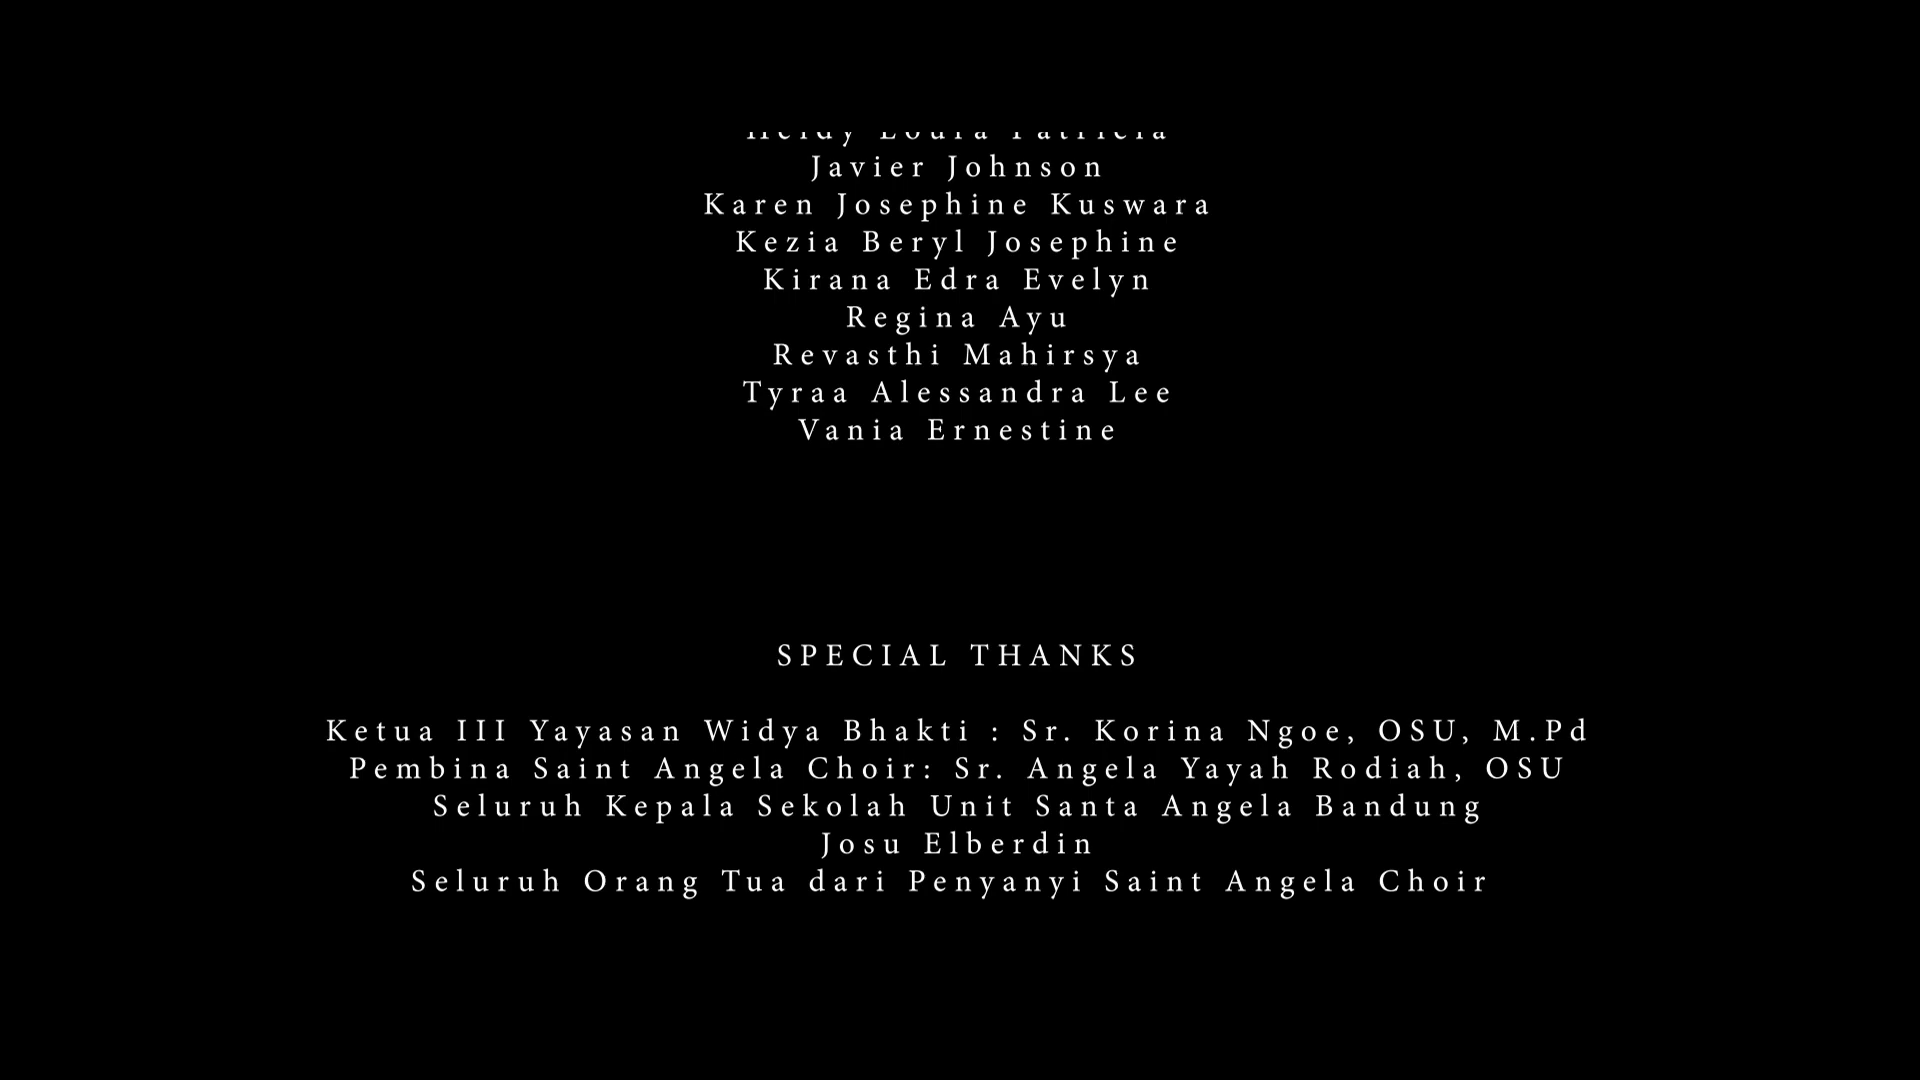 Javier Johnson
Karen Josephine Kuswara
Kezia Beryl Josephine
Kirana Edra Evelyn
Regina Ayu
Revasthi Mahirsya
Tyraa Alessandra Lee
Vania Ernestine
SPECIAL THANKS
Ketua III Yayasan Widya Bhakti : Sr. Korina Ngoe, OSU, M.Pd
Pembina Saint Angela Choir: Sr. Angela Yayah Rodiah, OSU
Seluruh Kepala Sekolah Unit Santa Angela Bandung
Josu Elberdin
Seluruh Orang Tua dari Penyanyi Saint Angela Choir